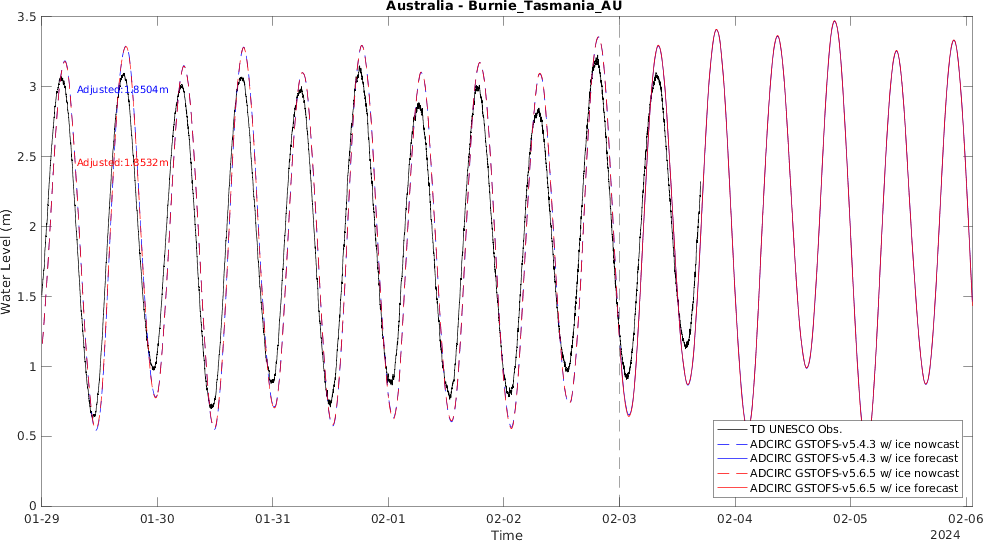 Australia - Burnie_Tasmania_AU
3.5
3
2.5
2
1.5
1
0.5
0
Water Level (m)
Adjusted:1.8504m
Adjusted:1.8532m
TD UNESCO Obs.
ADCIRC GSTOFS-v5.4.3 w/ ice nowcast
ADCIRC GSTOFS-v5.4.3 w/ ice forecast
ADCIRC GSTOFS-v5.6.5 w/ ice nowcast
ADCIRC GSTOFS-v5.6.5 w/ ice forecast
01-29 01-30 01-31 02-01 02-02 02-03 02-04 02-05 02-06
Time
2024